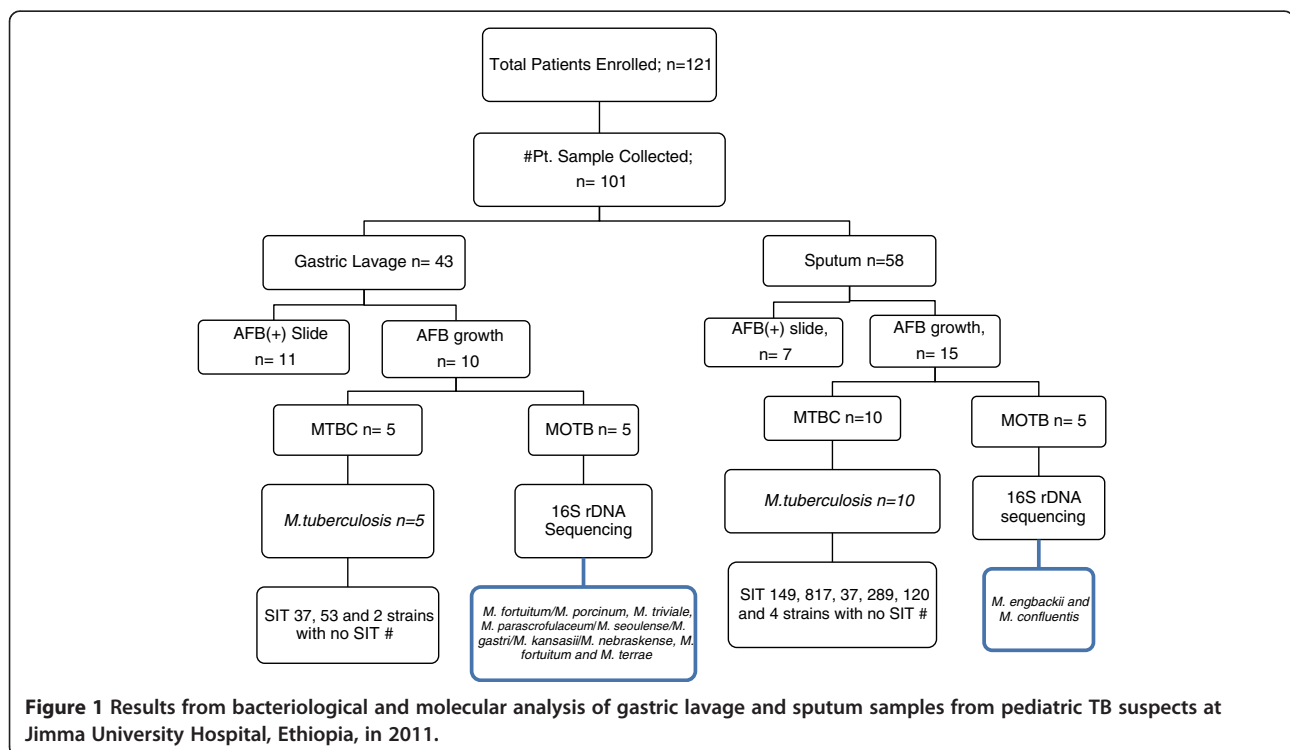 Total Patients Enrolled; n=121
#Pt. Sample Collected;
n= 101
Gastric Lavage n= 43
Sputum n=58
AFB(+) Slide
n= 11
AFB growth
n= 10
AFB(+) slide,
n= 7
AFB growth,
n= 15
MTBC n= 5
MOTB n= 5
MTBC n=10
MOTB n= 5
M.tuberculosis n=5
16S rDNA
Sequencing
M.tuberculosis n=10
16S rDNA
sequencing
SIT 37, 53 and 2 strains
with no SIT #
M. fortuitum/M. porcinum, M. triviale,
M. parascrofulaceum/M. seoulense/M.
gastri/M. kansasii/M. nebraskense, M.
fortuitum and M. terrae
SIT 149, 817, 37, 289, 120
and 4 strains with no SIT #
M. engbackii and
M. confluentis
Figure 1 Results from bacteriological and molecular analysis of gastric lavage and sputum samples from pediatric TB suspects at
Jimma University Hospital, Ethiopia, in 2011.